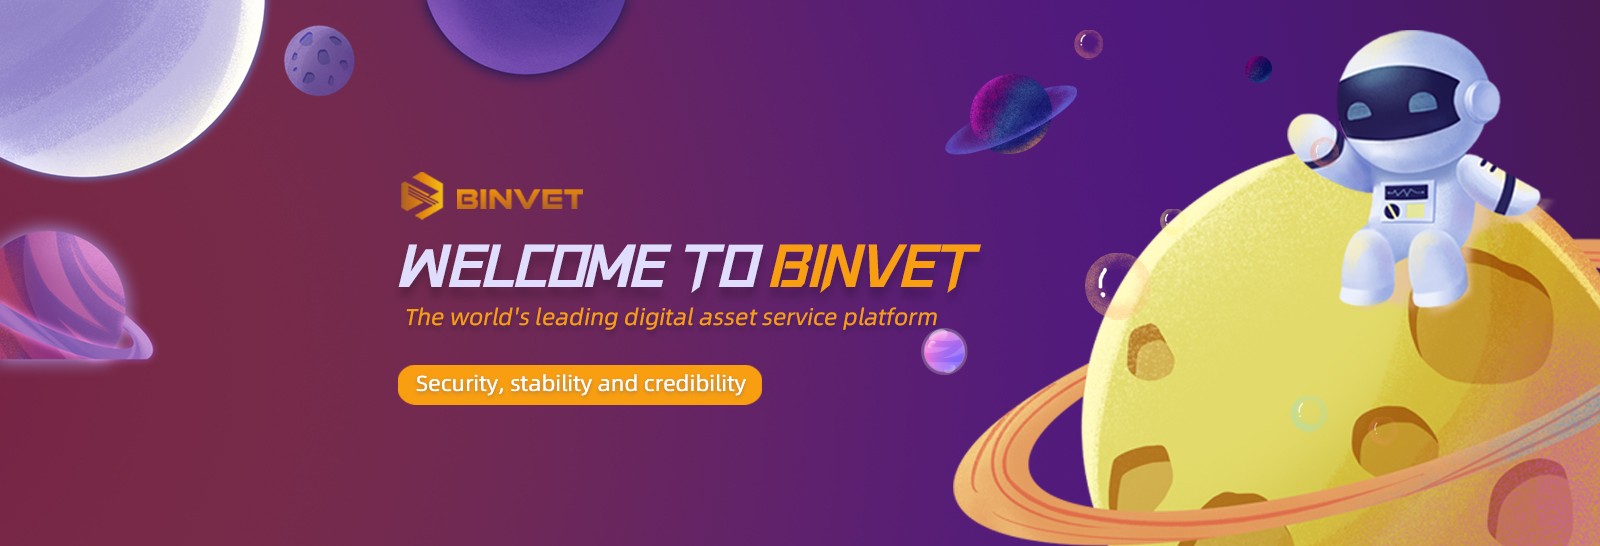 BINVET
WELCOME TO BINVET
The world's leading digital asset service platform
Security, stability and credibility